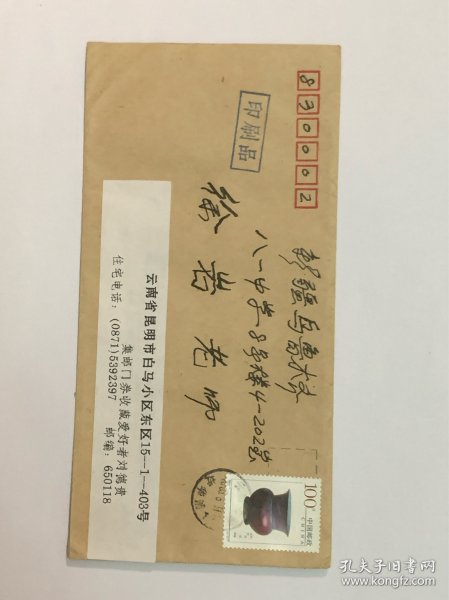 830002
印刷品
新疆乌鲁木齐
八一中学8号楼4-202室
徐岩老师
云南省昆明市白马小区东区15—1—403号
集邮门券收藏爱好者刘德贵
住宅电话：(0871)5392397
邮编：650118
100
中国邮政
CHINA
孔夫子旧书网
www.kongfz.com